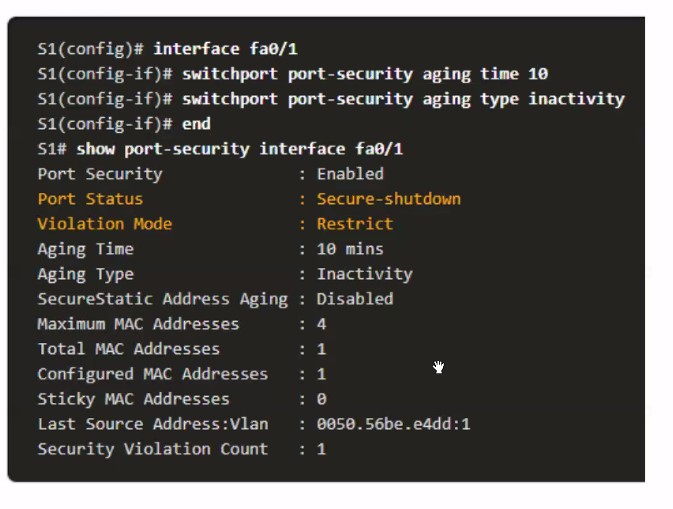 S1(config)# interface fa0/1
S1(config-if)# switchport port-security aging time 10
S1(config-if)# switchport port-security aging type inactivity
S1(config-if)# end
S1# show port-security interface fa0/1
Port Security : Enabled
Port Status : Secure-shutdown
Violation Mode : Restrict
Aging Time : 10 mins
Aging Type : Inactivity
SecureStatic Address Aging : Disabled
Maximum MAC Addresses : 4
Total MAC Addresses : 1
Configured MAC Addresses : 1
Sticky MAC Addresses : 0
Last Source Address:Vlan : 0050.56be.e4dd:1
Security Violation Count : 1